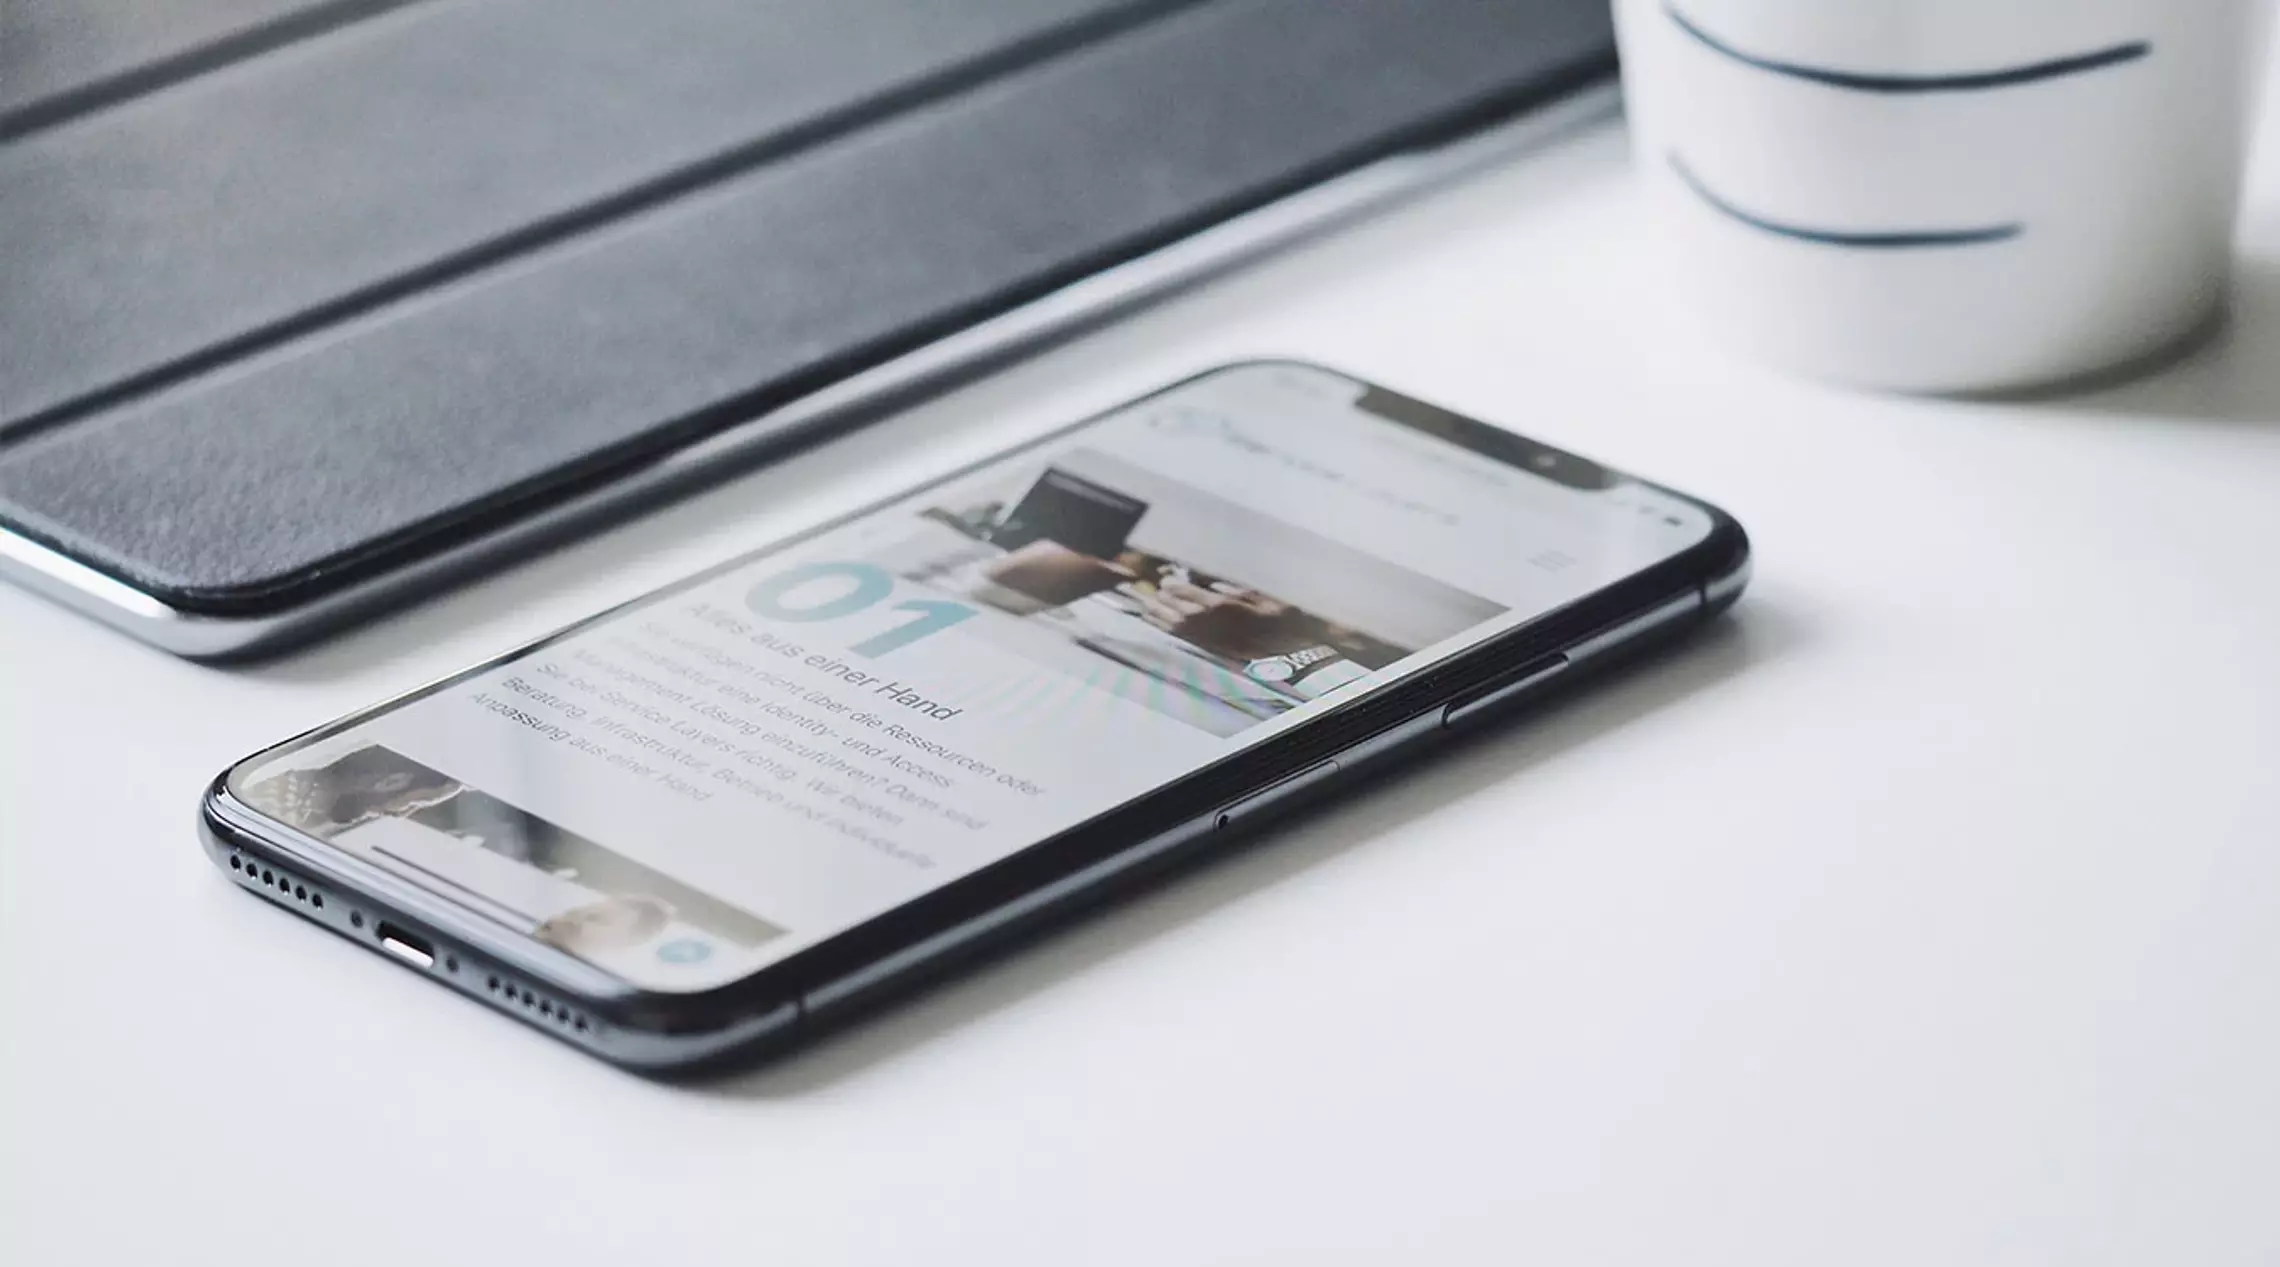 01
Alles aus einer Hand
Sie verfügen nicht über die Ressourcen oder
Infrastruktur eine Identity- und Access
Management Lösung einzuführen? Dann sind
Sie bei Service Layers richtig. Wir bieten
Beratung, Infrastruktur, Betrieb und individuelle
Anpassung aus einer Hand